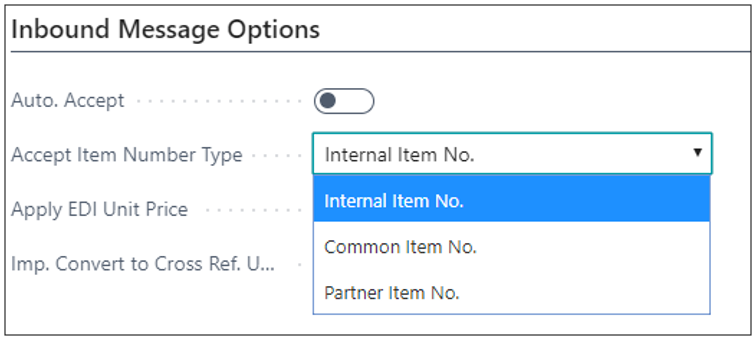 Inbound Message Options
Auto. Accept
Accept Item Number Type Internal Item No.
Apply EDI Unit Price Internal Item No.
Common Item No.
Imp. Convert to Cross Ref. U...
Partner Item No.